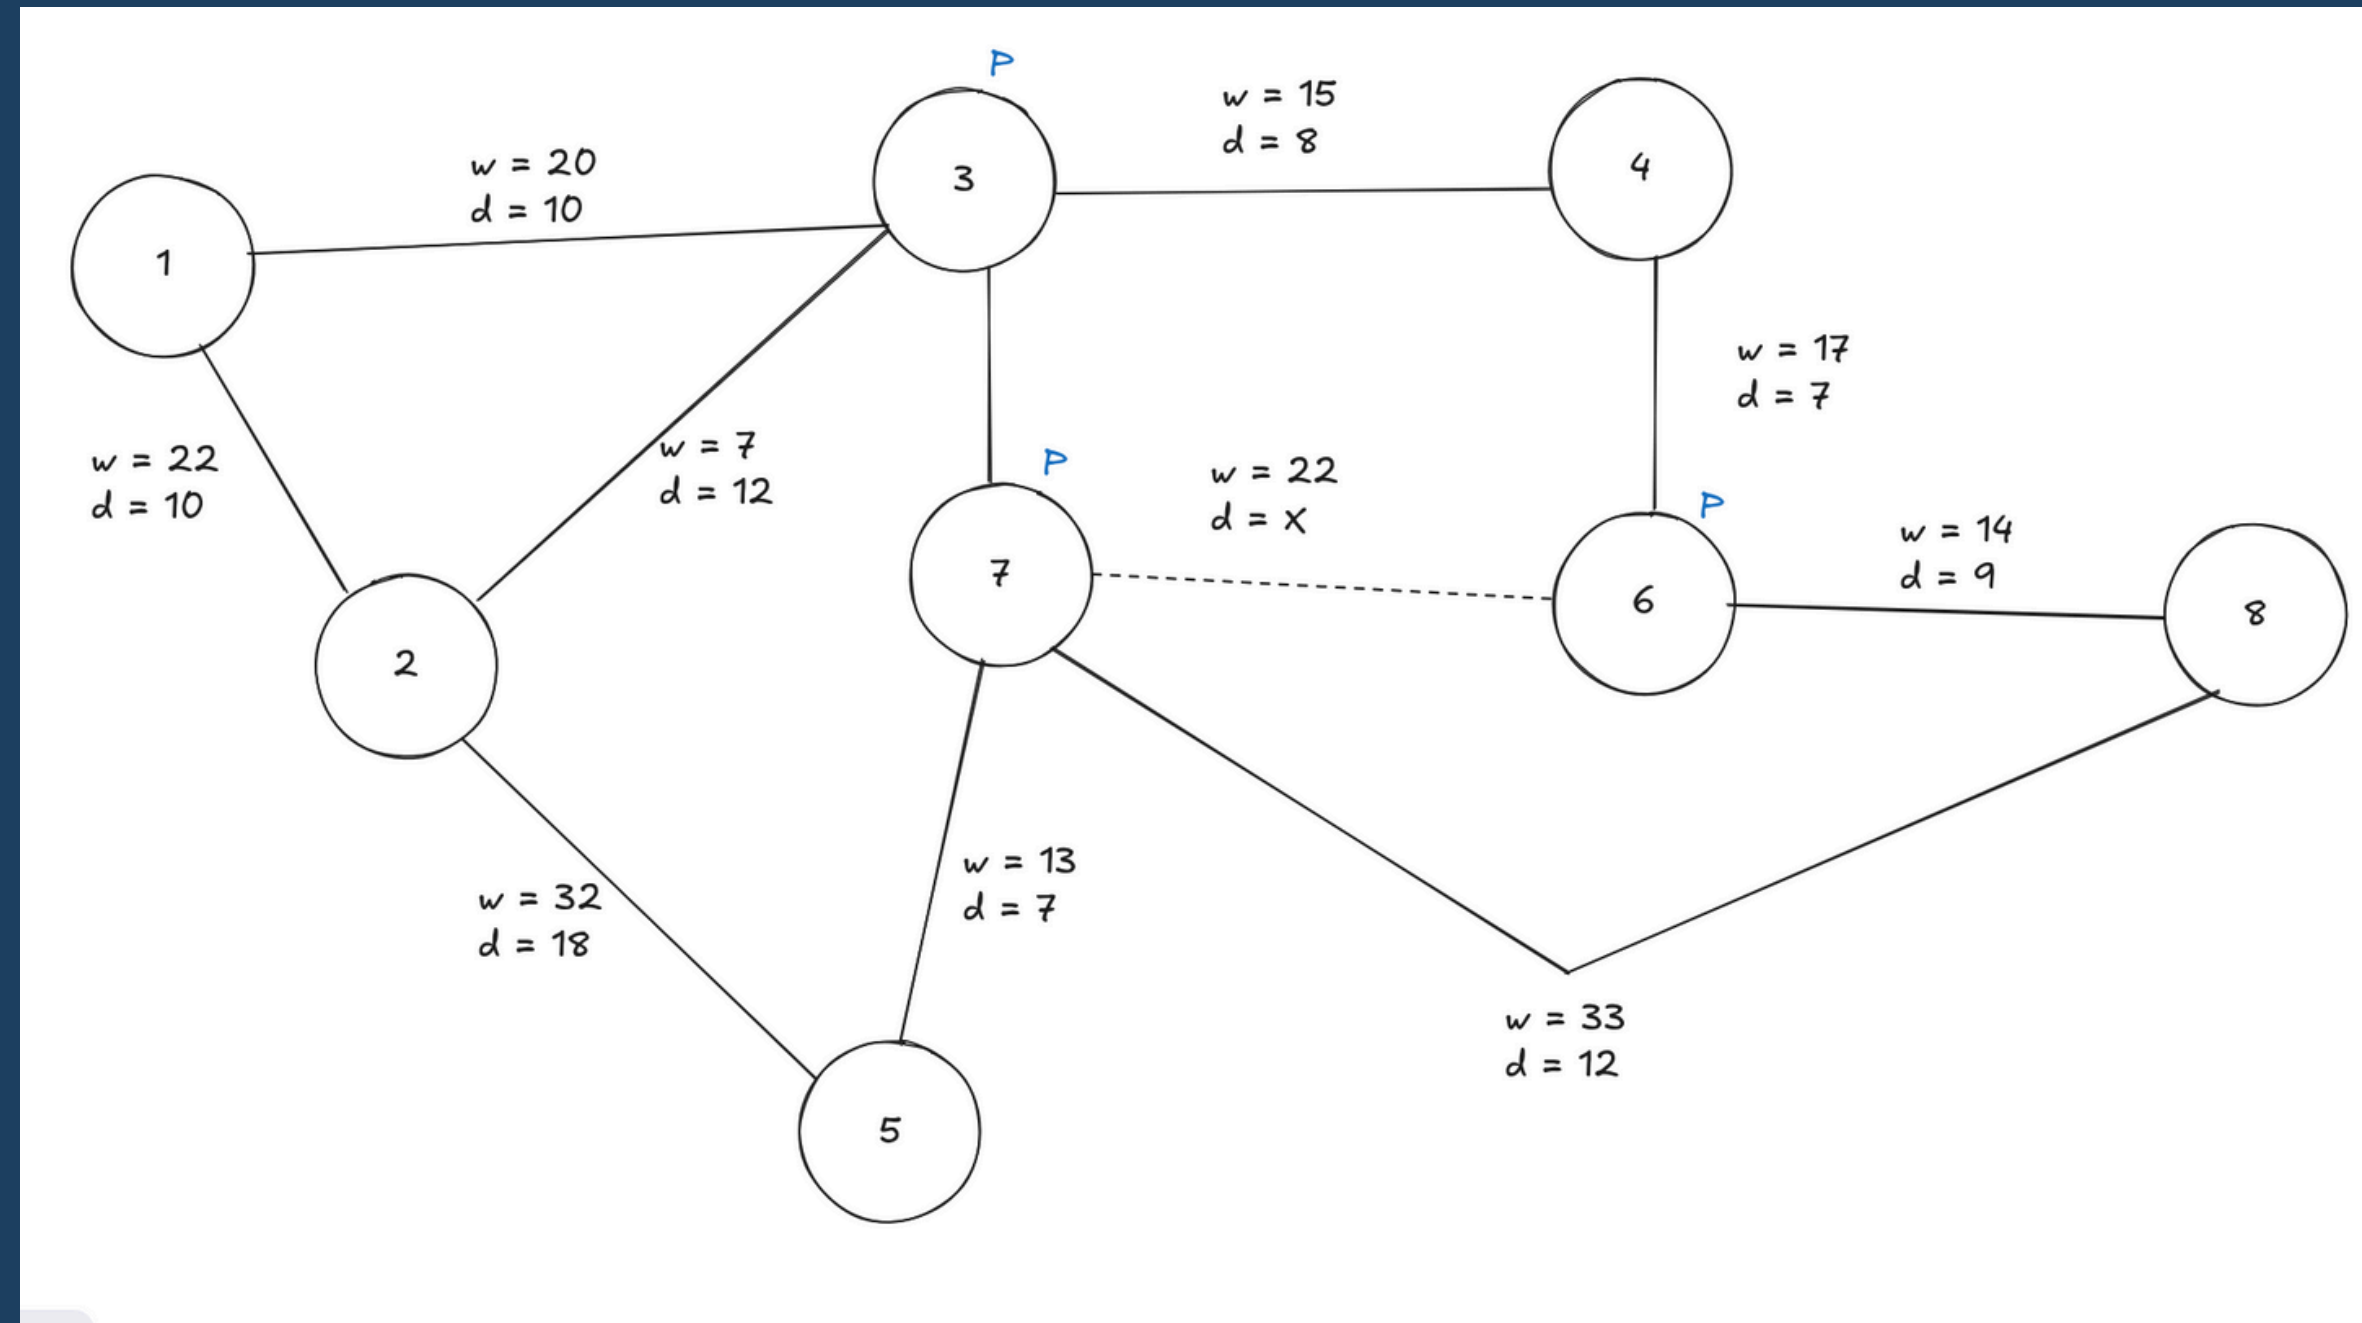 P
w = 15
d = 8
3
4
w = 20
d = 10
1
w = 17
d = 7
w = 22
d = 10
w = 7
d = 12
P
w = 22
d = x
P
w = 14
d = 9
7
6
8
2
w = 13
d = 7
w = 32
d = 18
w = 33
d = 12
5